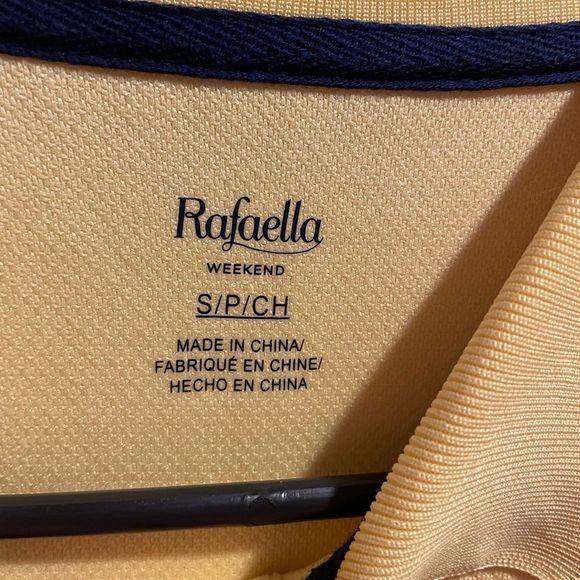 Rafaella
WEEKEND
S/P/CH
MADE IN CHINA/
FABRIQUÉ EN CHINE/
HECHO EN CHINA